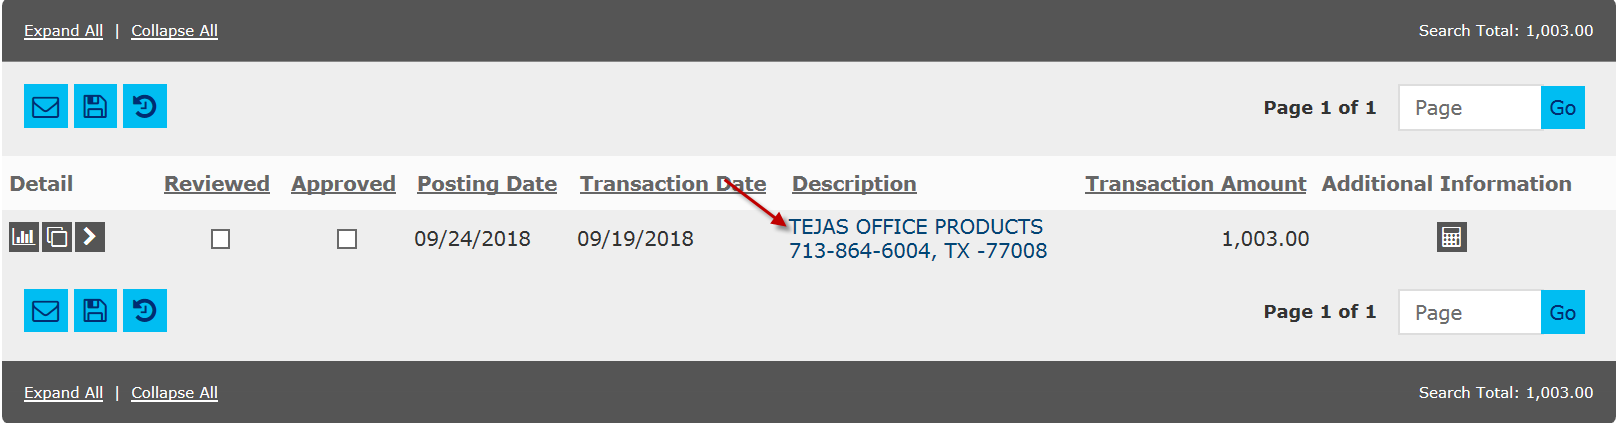 Expand All | Collapse All Search Total: 1,003.00
Page 1 of 1 Page Go
Detail Reviewed Approved Posting Date Transaction Date Description Transaction Amount Additional Information
09/24/2018 09/19/2018 TEJAS OFFICE PRODUCTS 1,003.00
713-864-6004, TX -77008
Page 1 of 1 Page Go
Expand All | Collapse All Search Total: 1,003.00